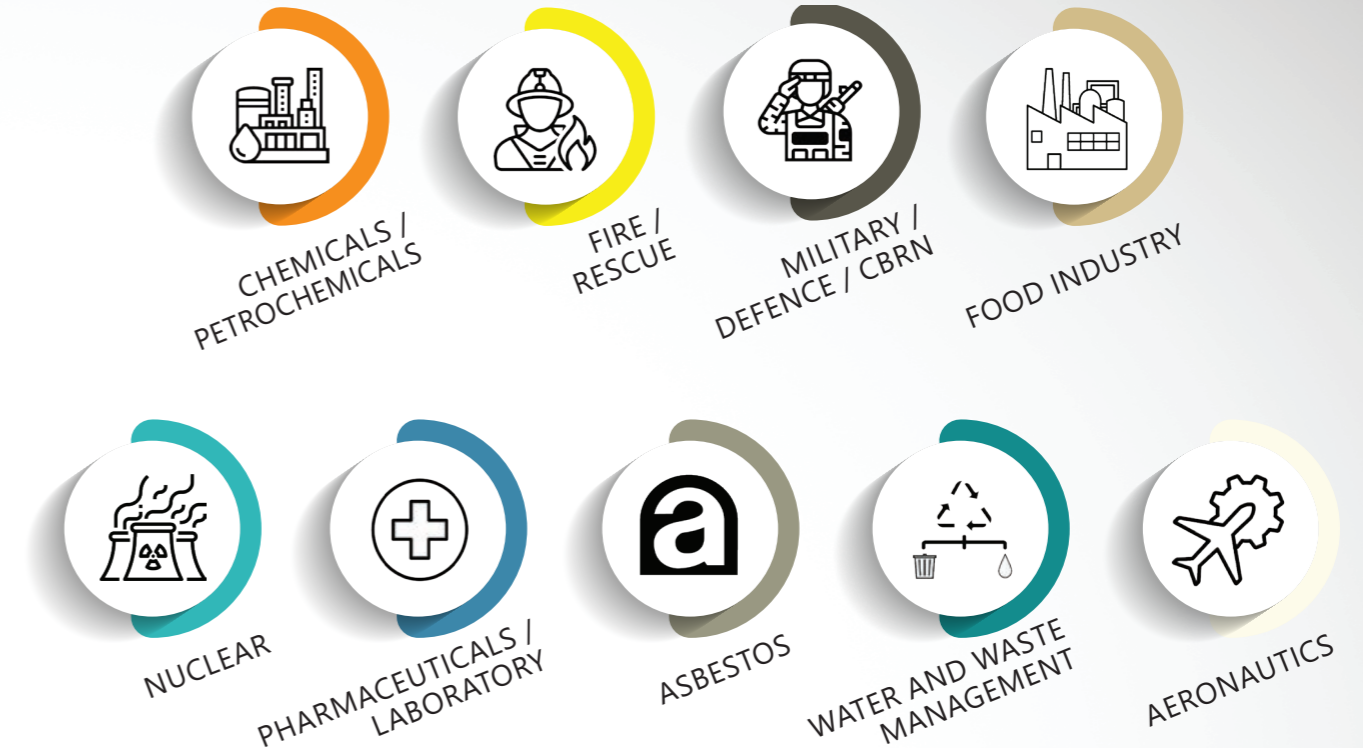 CHEMICALS /
PETROCHEMICALS
FIRE /
RESCUE
MILITARY /
DEFENCE / CBRN
FOOD INDUSTRY
NUCLEAR
PHARMACEUTICALS /
LABORATORY
a
ASBESTOS
WATER AND WASTE
MANAGEMENT
AERONAUTICS